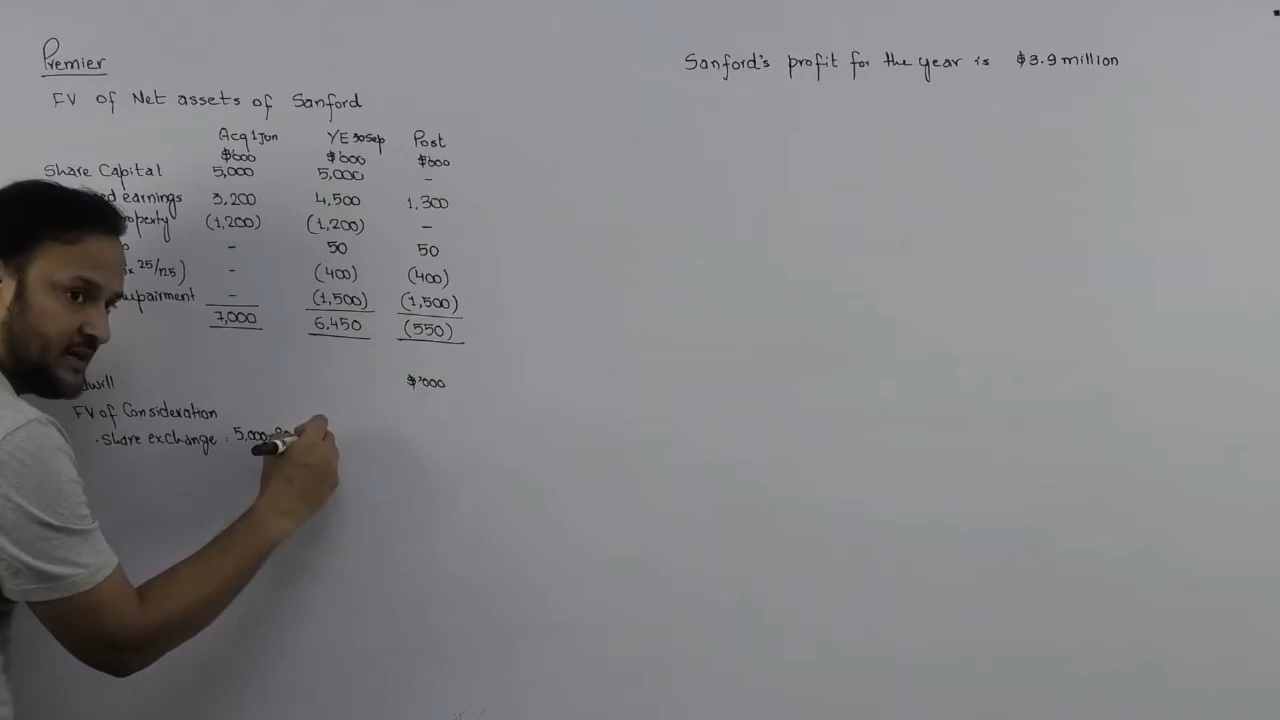 Premier
Sanford's profit for the year is $3.9 million
FV of Net assets of Sanford
Acq 1 Jun YE 30 Sep Post
$'000 $'000 $'000
Share Capital 5,000 5,000 -
earnings 3,200 4,500 1,300
(1,200) (1,200) -
- 50 50
25/125) - (400) (400)
- (1,500) (1,500)
7,000 6,450 (550)
$'000
FV of Consideration
. Share exchange : 5,000